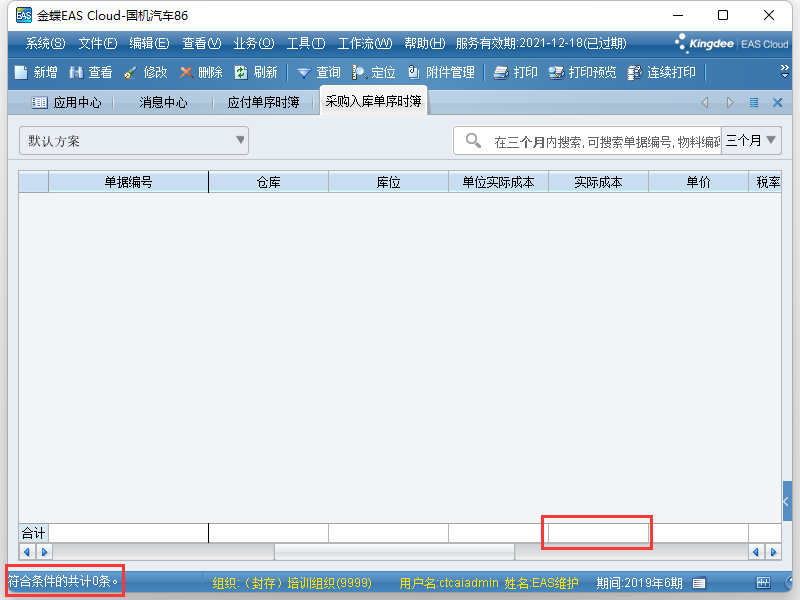 金蝶EAS Cloud-国机汽车86
系统(S) 文件(F) 编辑(E) 查看(V) 业务(O) 工具(T) 工作流(W) 帮助(H) 服务有效期:2021-12-18(已过期) Kingdee | EAS Cloud
新增 查看 修改 删除 刷新 查询 定位 附件管理 打印 打印预览 连续打印
应用中心 消息中心 应付单序时簿 采购入库单序时簿
默认方案 在三个月内搜索,可搜索单据编号,物料编码 三个月
单据编号 仓库 库位 单位实际成本 实际成本 单价 税率
合计
符合条件的共计0条。 组织:（封存）培训组织(9999) 用户名:ctcaiadmin 姓名:EAS维护 期间:2019年6期